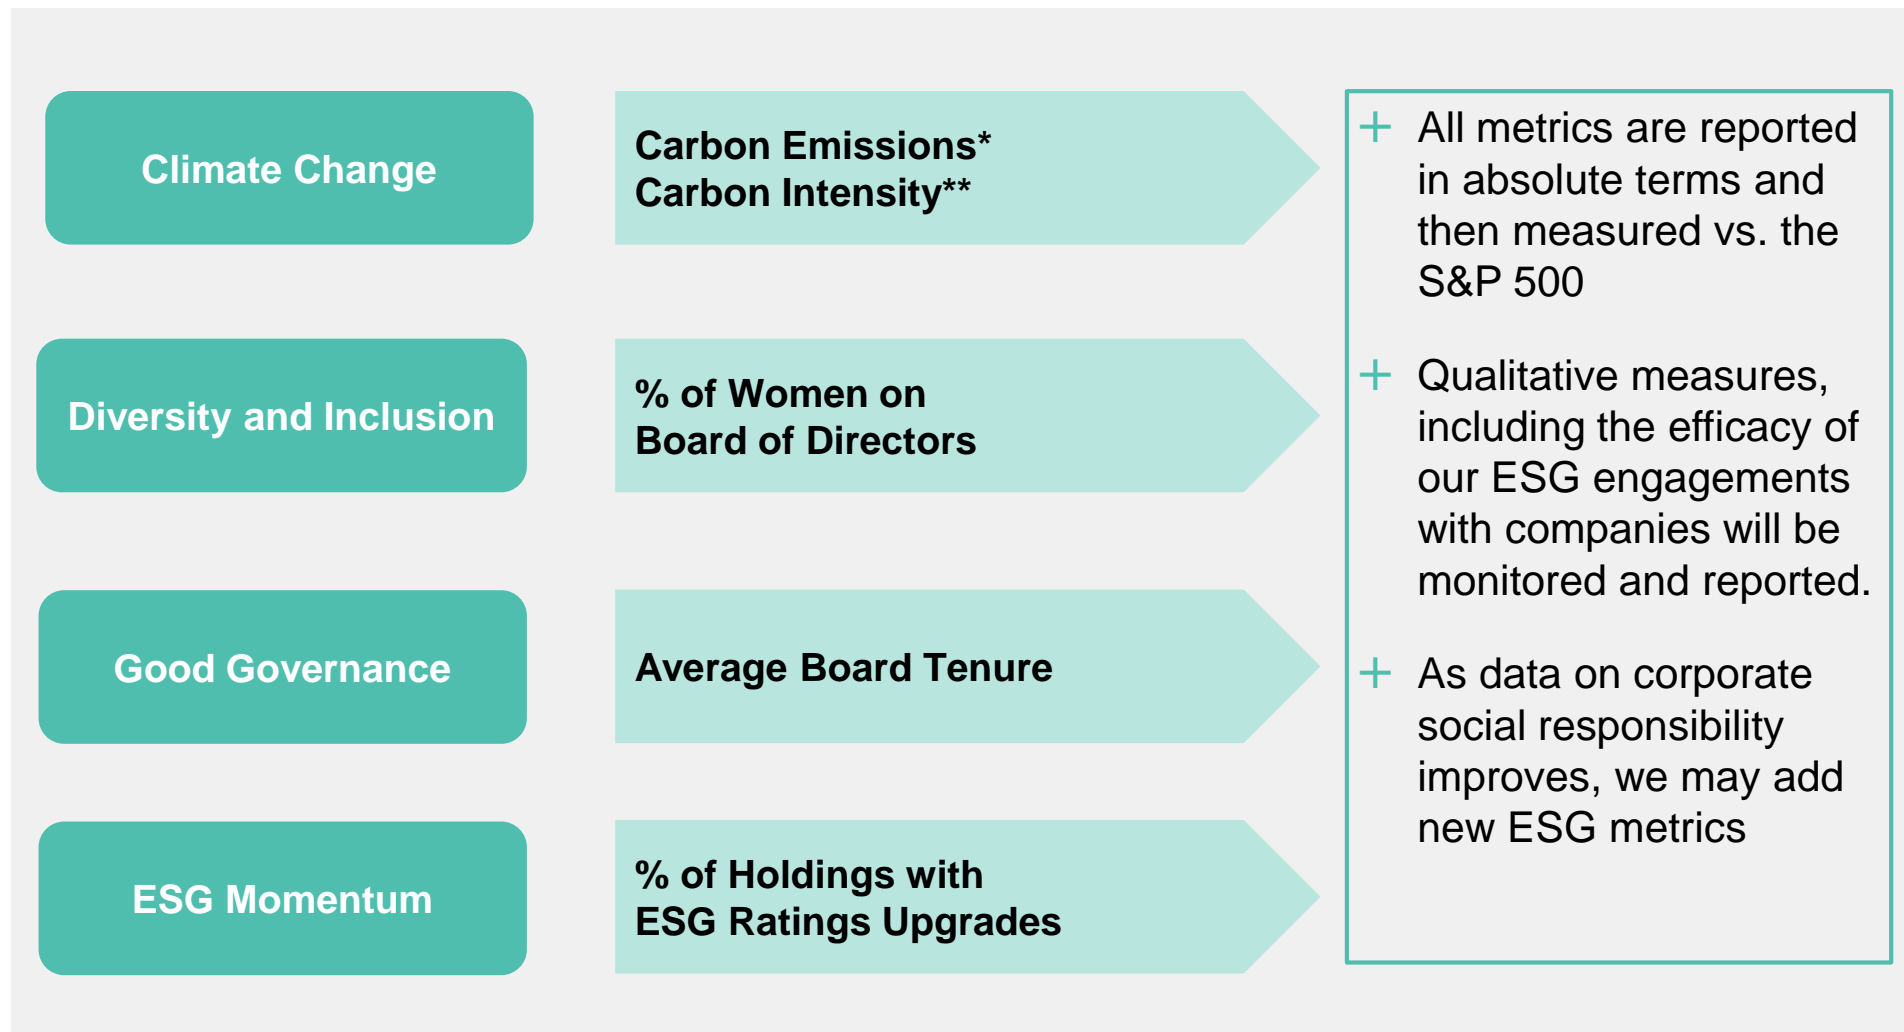 Climate Change
Carbon Emissions*
Carbon Intensity**
Diversity and Inclusion
% of Women on
Board of Directors
Good Governance
Average Board Tenure
ESG Momentum
% of Holdings with
ESG Ratings Upgrades
+ All metrics are reported
in absolute terms and
then measured vs. the
S&P 500
+ Qualitative measures,
including the efficacy of
our ESG engagements
with companies will be
monitored and reported.
+ As data on corporate
social responsibility
improves, we may add
new ESG metrics